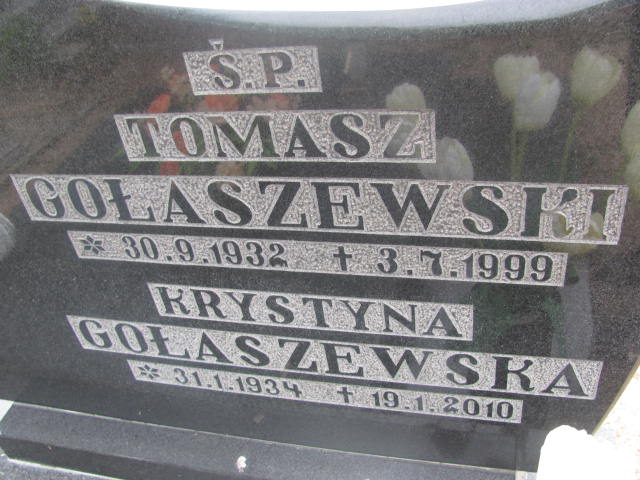 Ś.P.
TOMASZ
GOŁASZEWSKI
* 30.9.1932 † 3.7.1999
KRYSTYNA
GOŁASZEWSKA
* 31.1.1934 † 19.1.2010